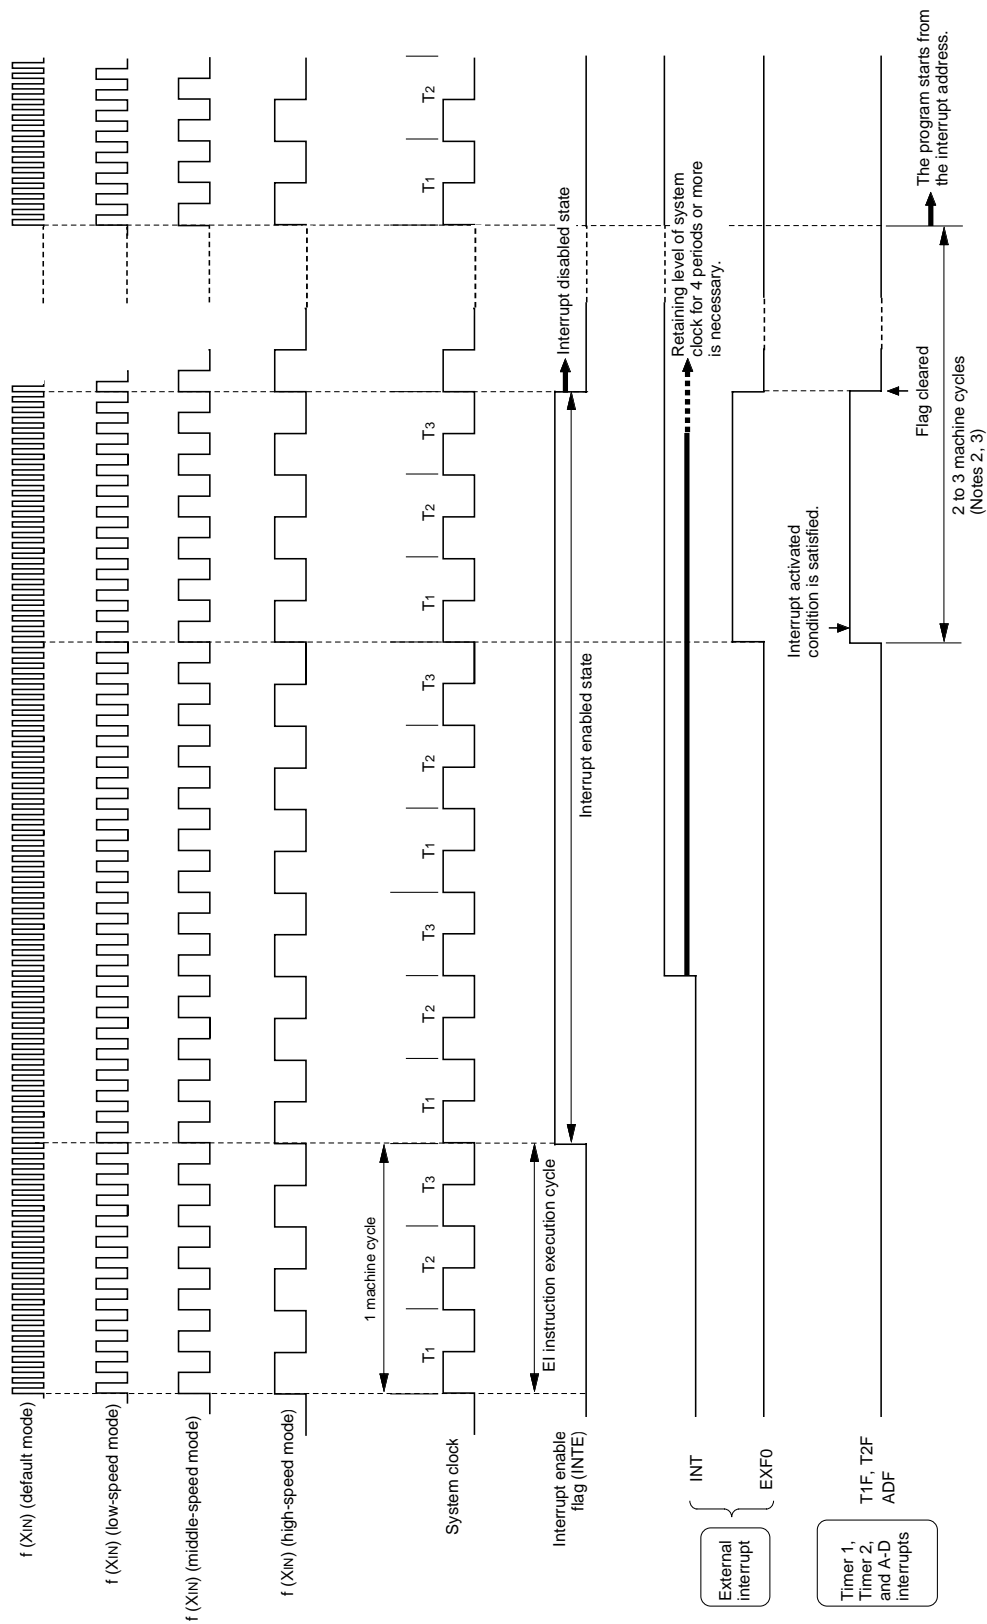 f (XIN) (default mode)
f (XIN) (low-speed mode)
f (XIN) (middle-speed mode)
f (XIN) (high-speed mode)
1 machine cycle
T1 T2 T3 T1 T2 T3 T1 T2 T3 T1 T2 T3 T1 T2
System clock
EI instruction execution cycle
Interrupt enable
flag (INTE)
Interrupt enabled state
Interrupt disabled state
External
interrupt
INT
Retaining level of system
clock for 4 periods or more
is necessary.
EXF0
Timer 1,
Timer 2,
and A-D
interrupts
T1F, T2F
ADF
Interrupt activated
condition is satisfied.
Flag cleared
2 to 3 machine cycles
(Notes 2, 3)
The program starts from
the interrupt address.